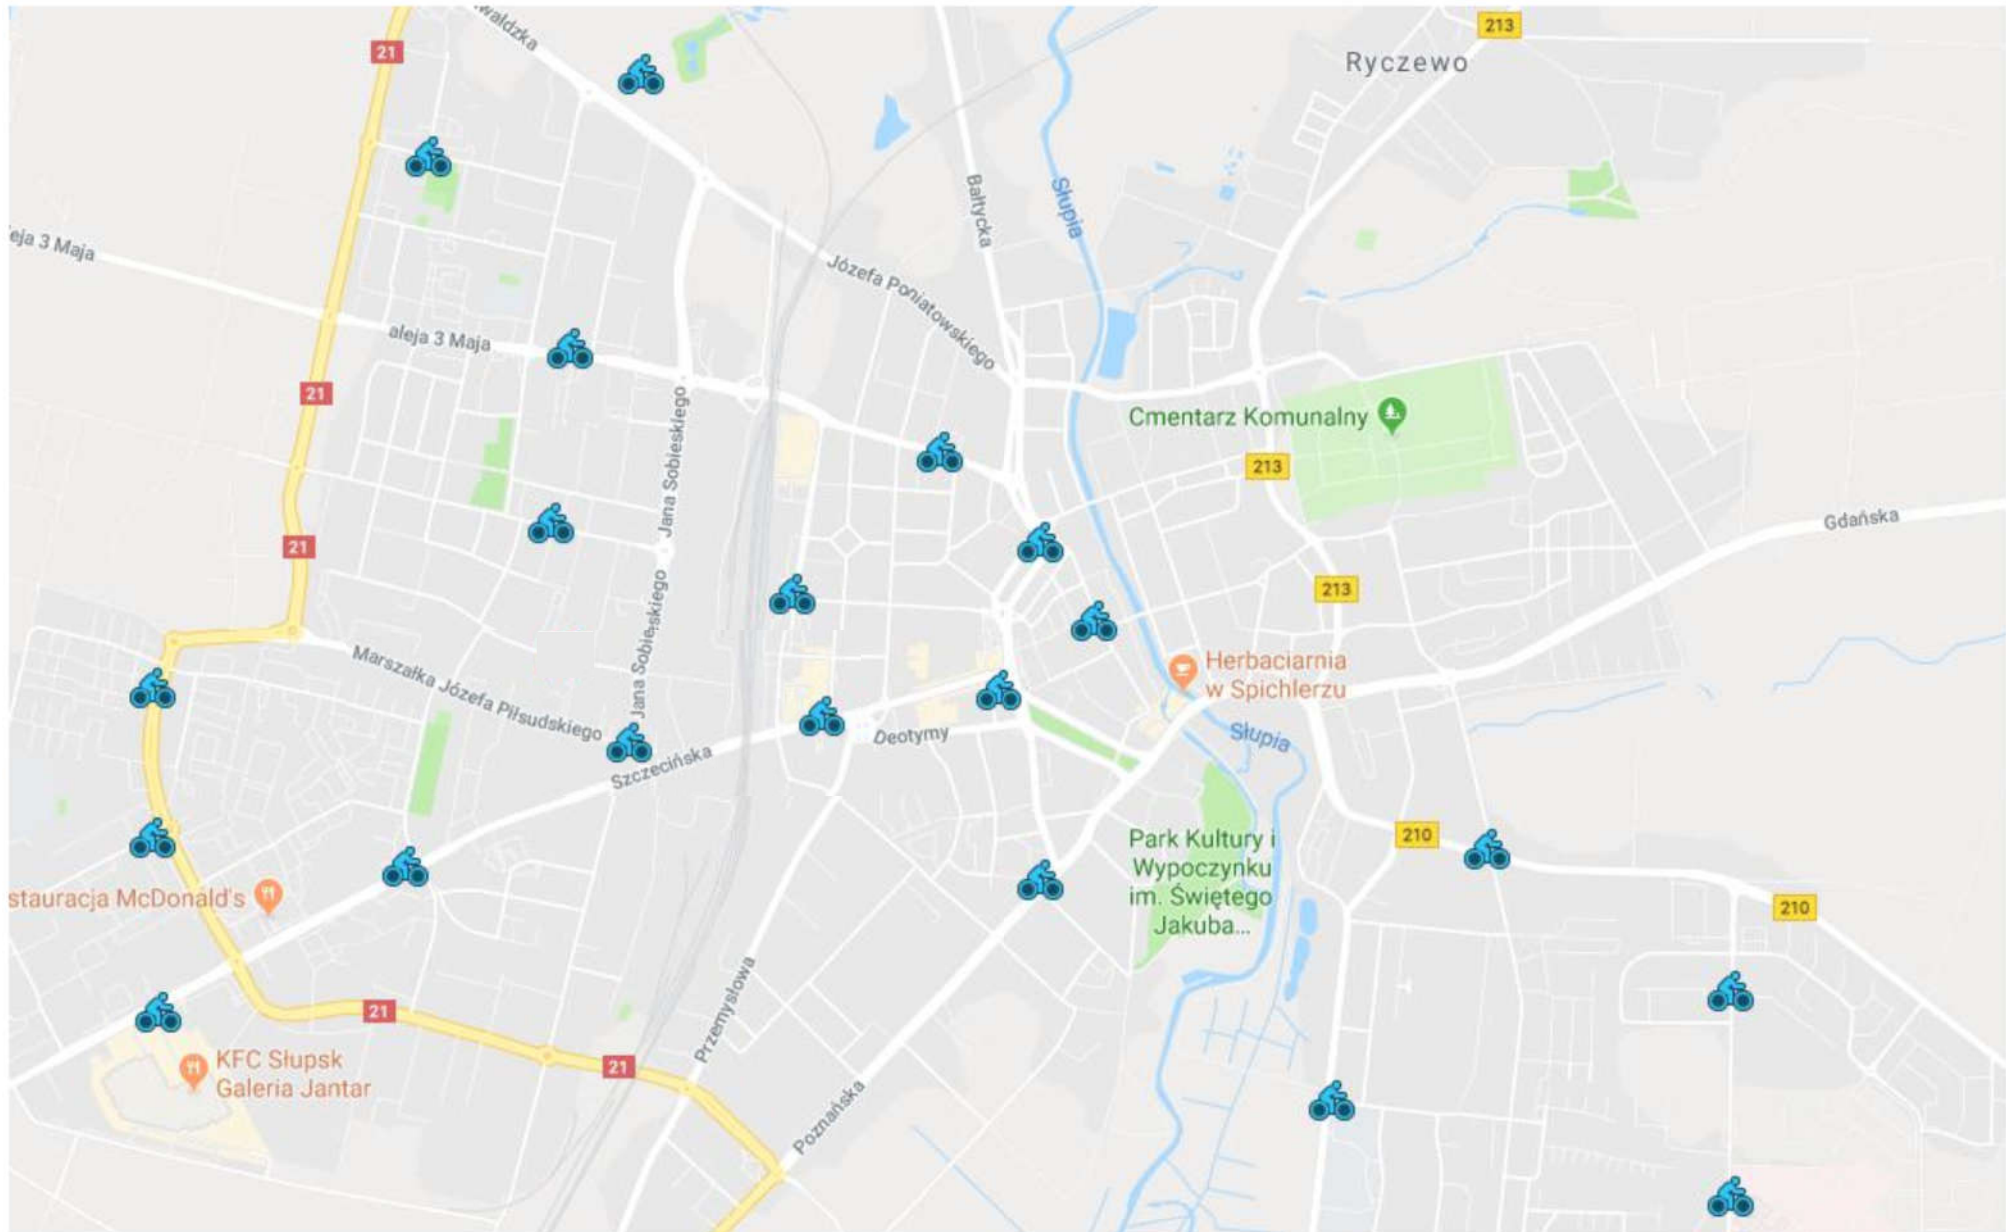 213
waldzka
21
Ryczewo
Bałtycka
Słupia
eja 3 Maja
Józefa Poniatowskiego
aleja 3 Maja
21
Jana Sobieskiego
Cmentarz Komunalny
213
Gdańska
21
213
Jana Sobieskiego
Marszałka Józefa Piłsudskiego
Herbaciarnia
w Spichlerzu
Słupia
Deotymy
Szczecińska
210
Park Kultury i
Wypoczynku
im. Świętego
Jakuba...
stauracja McDonald's
210
21
Przemysłowa
KFC Słupsk
Galeria Jantar
21
Poznańska